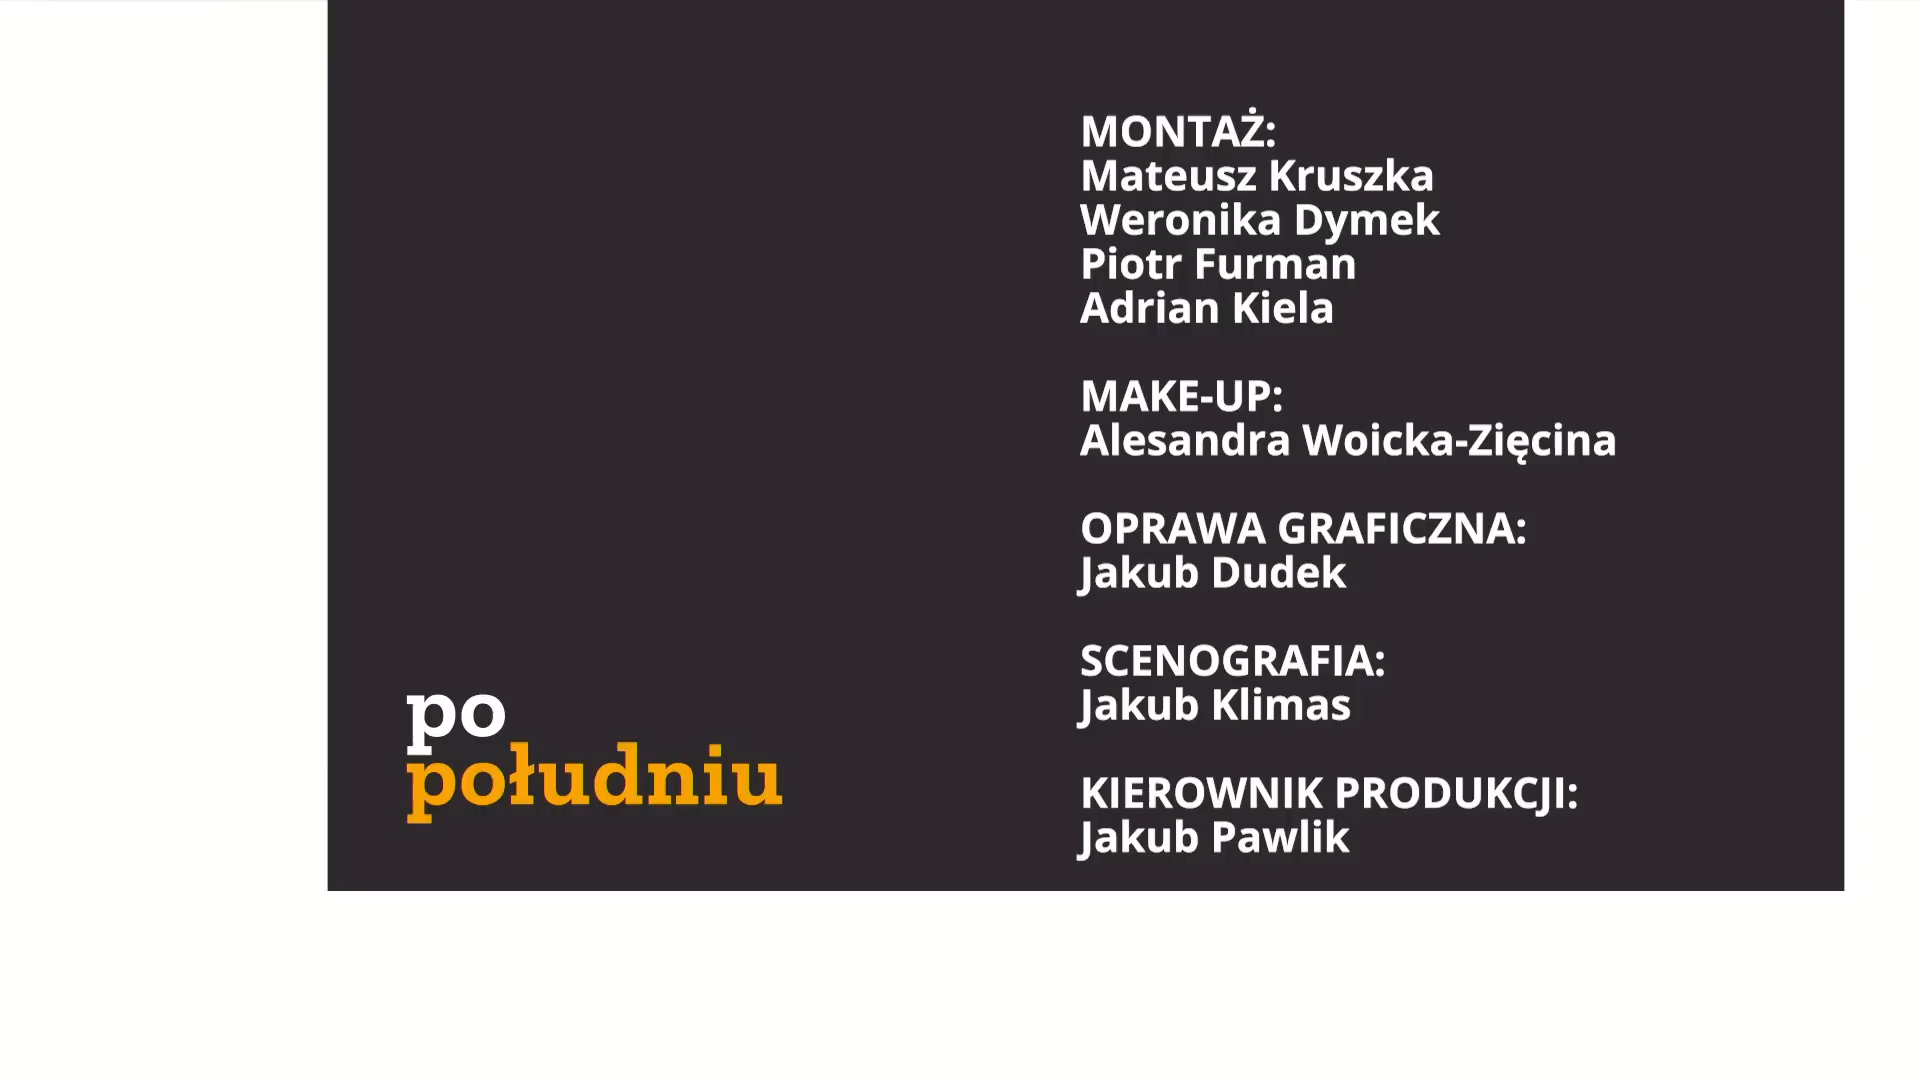 MONTAŻ:
Mateusz Kruszka
Weronika Dymek
Piotr Furman
Adrian Kiela
MAKE-UP:
Alesandra Woicka-Zięcina
OPRAWA GRAFICZNA:
Jakub Dudek
SCENOGRAFIA:
Jakub Klimas
KIEROWNIK PRODUKCJI:
Jakub Pawlik
po
południu